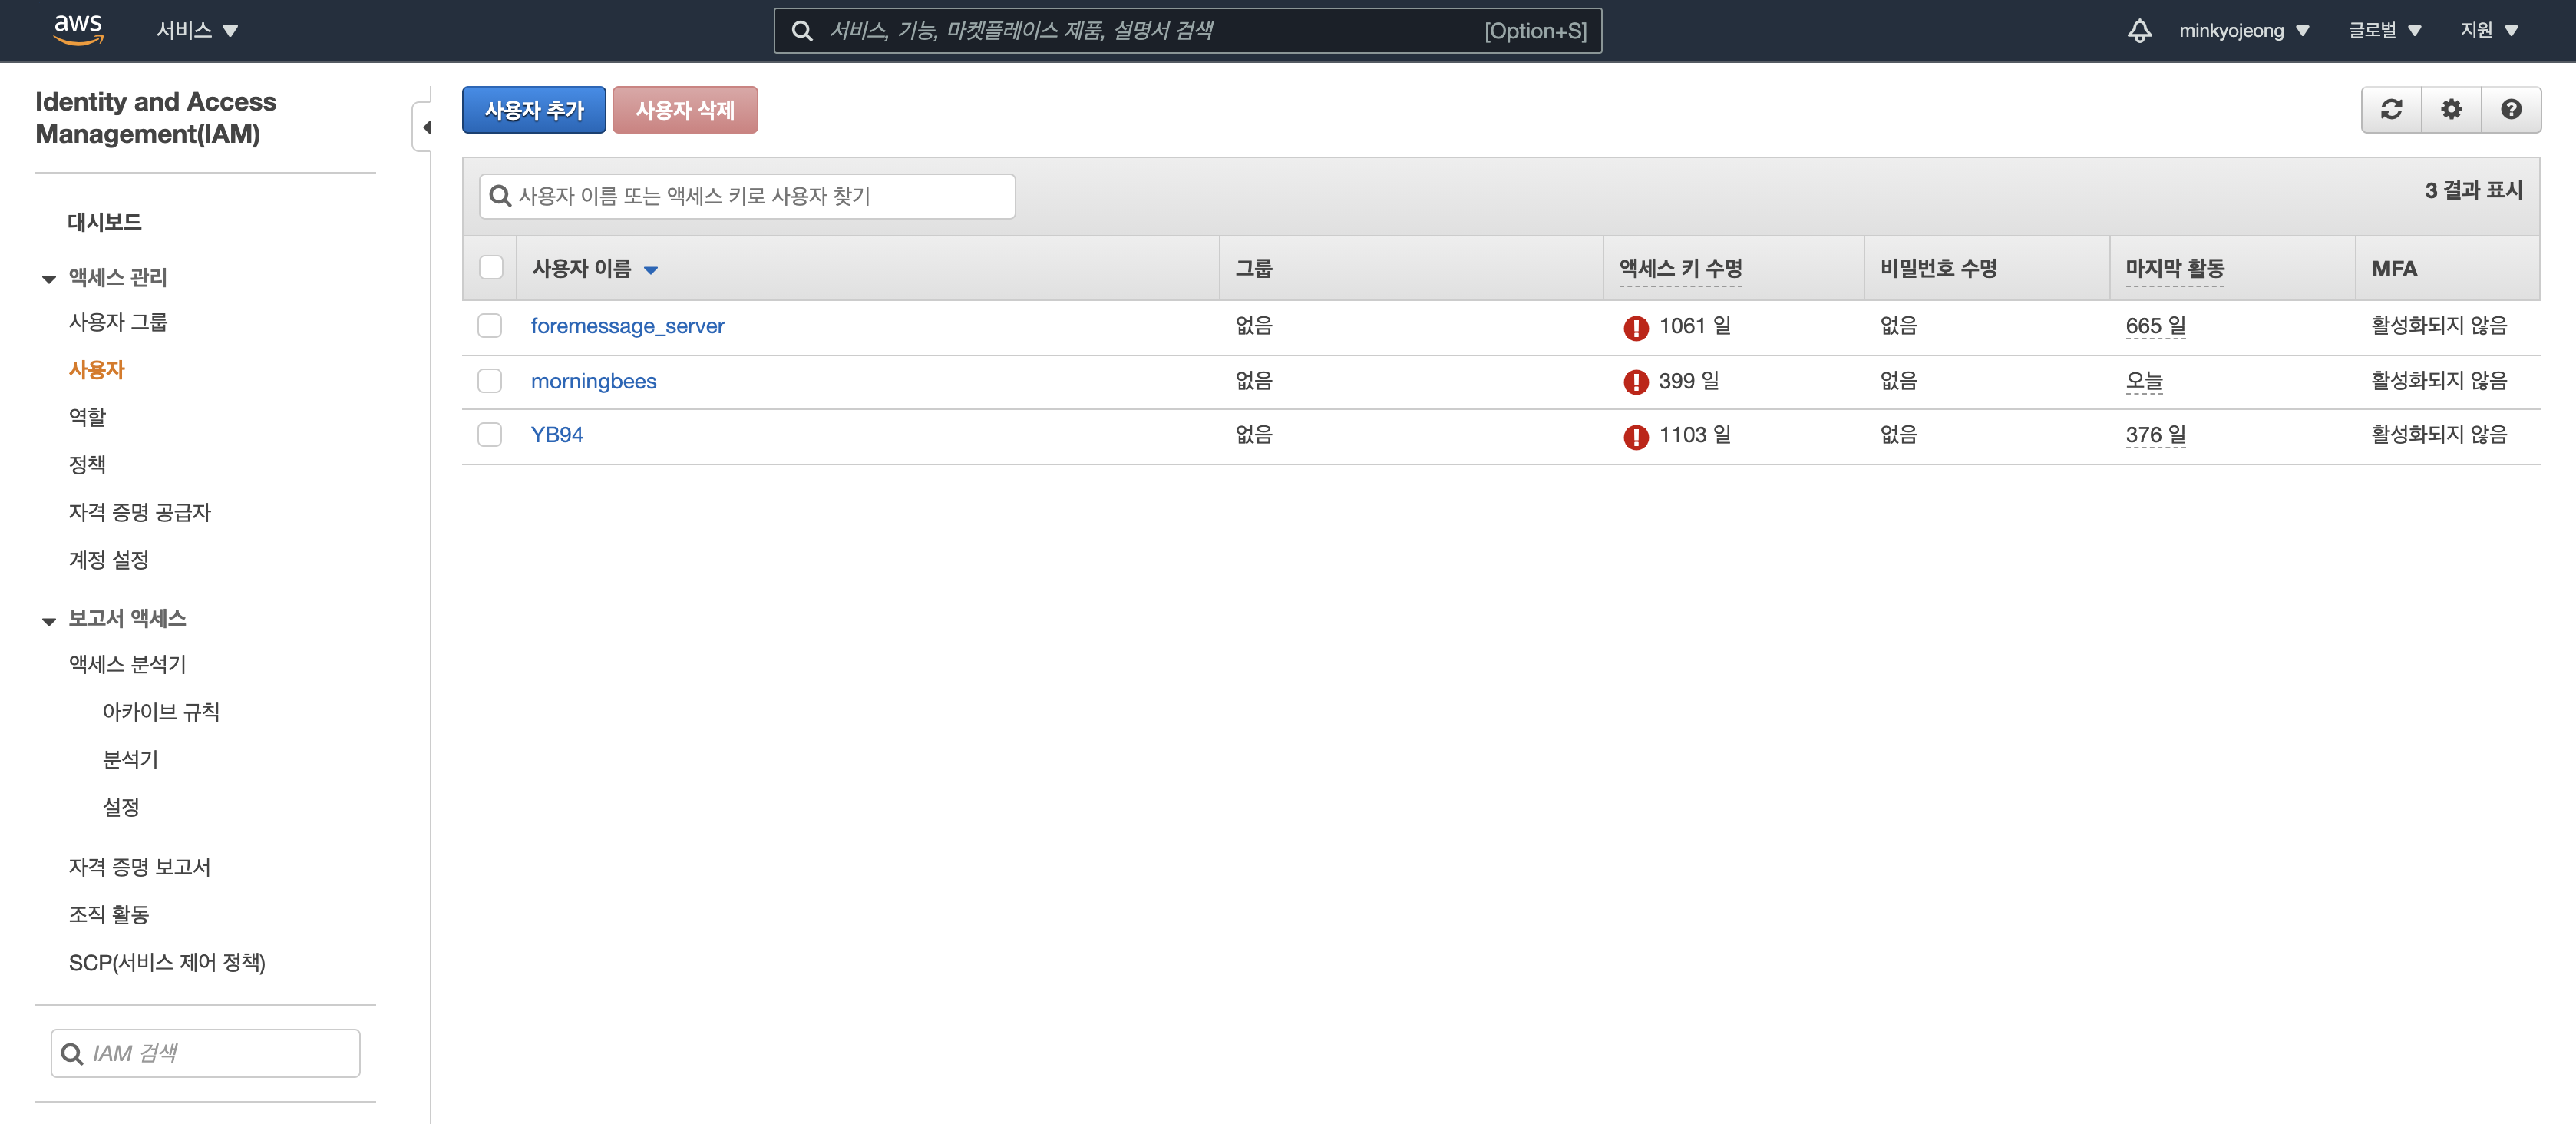 aws 서비스 서비스, 기능, 마켓플레이스 제품, 설명서 검색 [Option+S] minkyojeong 글로벌 지원
Identity and Access
Management(IAM)
대시보드
액세스 관리
사용자 그룹
사용자
역할
정책
자격 증명 공급자
계정 설정
보고서 액세스
액세스 분석기
아카이브 규칙
분석기
설정
자격 증명 보고서
조직 활동
SCP(서비스 제어 정책)
IAM 검색
사용자 추가 사용자 삭제
사용자 이름 또는 액세스 키로 사용자 찾기 3 결과 표시
사용자 이름 그룹 액세스 키 수명 비밀번호 수명 마지막 활동 MFA
foremessage_server 없음 1061 일 없음 665 일 활성화되지 않음
morningbees 없음 399 일 없음 오늘 활성화되지 않음
YB94 없음 1103 일 없음 376 일 활성화되지 않음